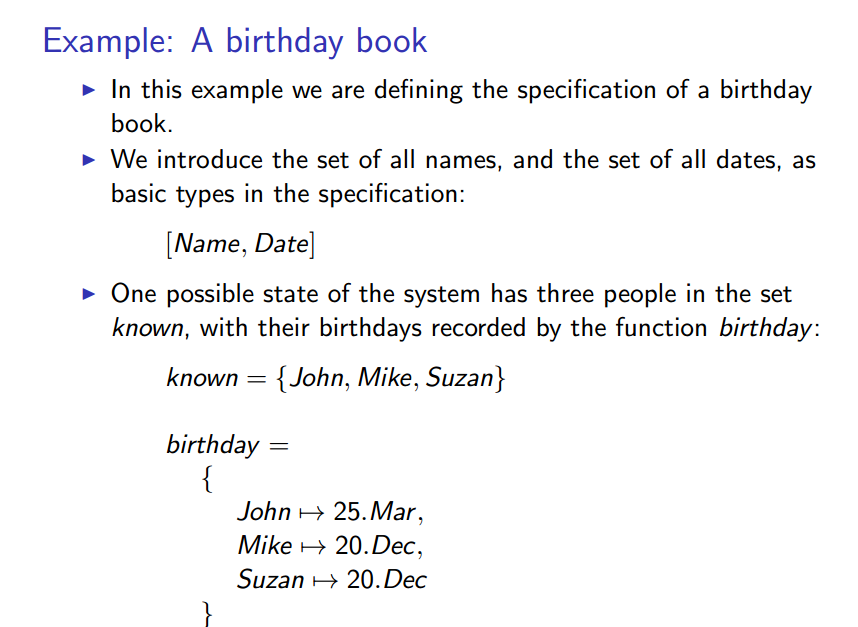 Example: A birthday book
▶ In this example we are defining the specification of a birthday
book.
▶ We introduce the set of all names, and the set of all dates, as
basic types in the specification:
[Name, Date]
▶ One possible state of the system has three people in the set
known, with their birthdays recorded by the function birthday:
known = {John, Mike, Suzan}
birthday =
{
John ↦ 25.Mar,
Mike ↦ 20.Dec,
Suzan ↦ 20.Dec
}